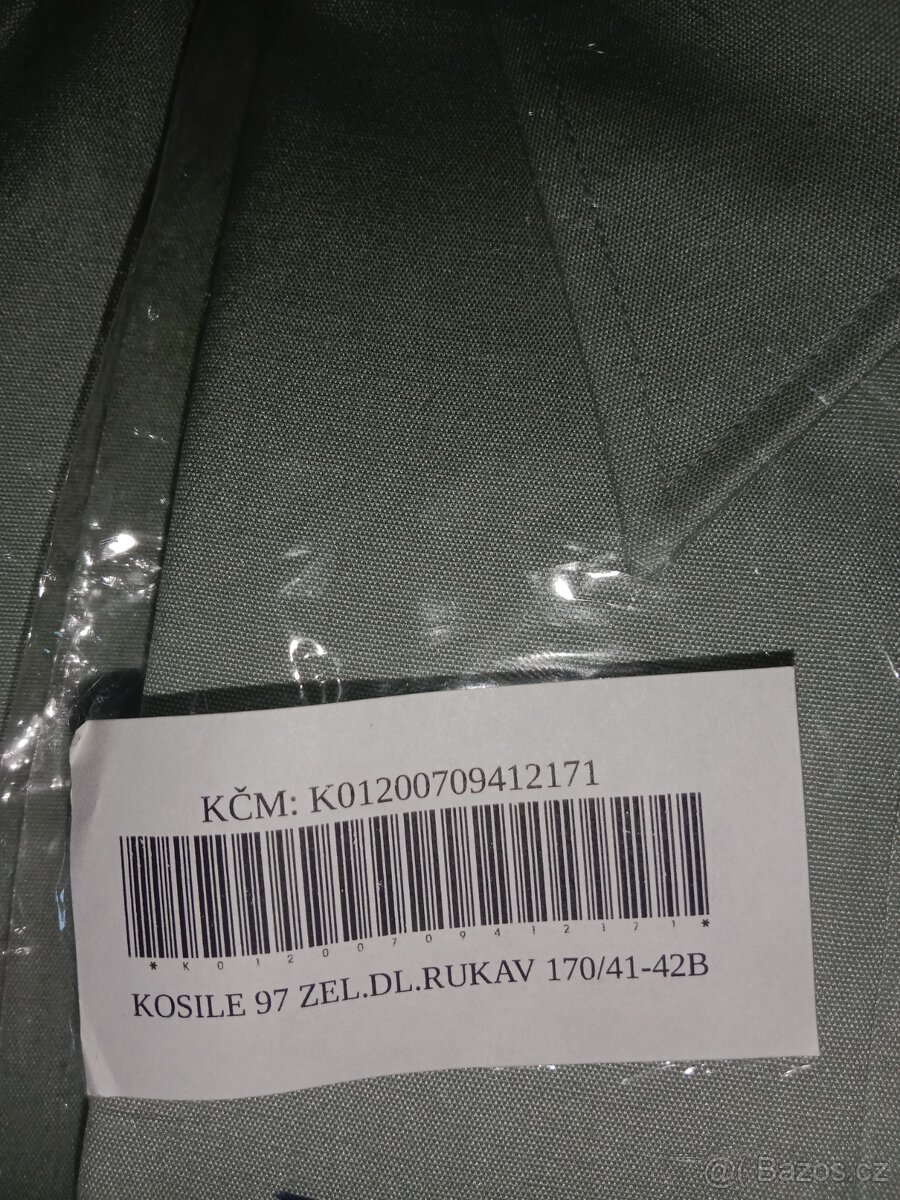 KČM: K01200709412171
*K01200709412171*
KOSILE 97 ZEL.DL.RUKAV 170/41-42B
@( Bazos.cz